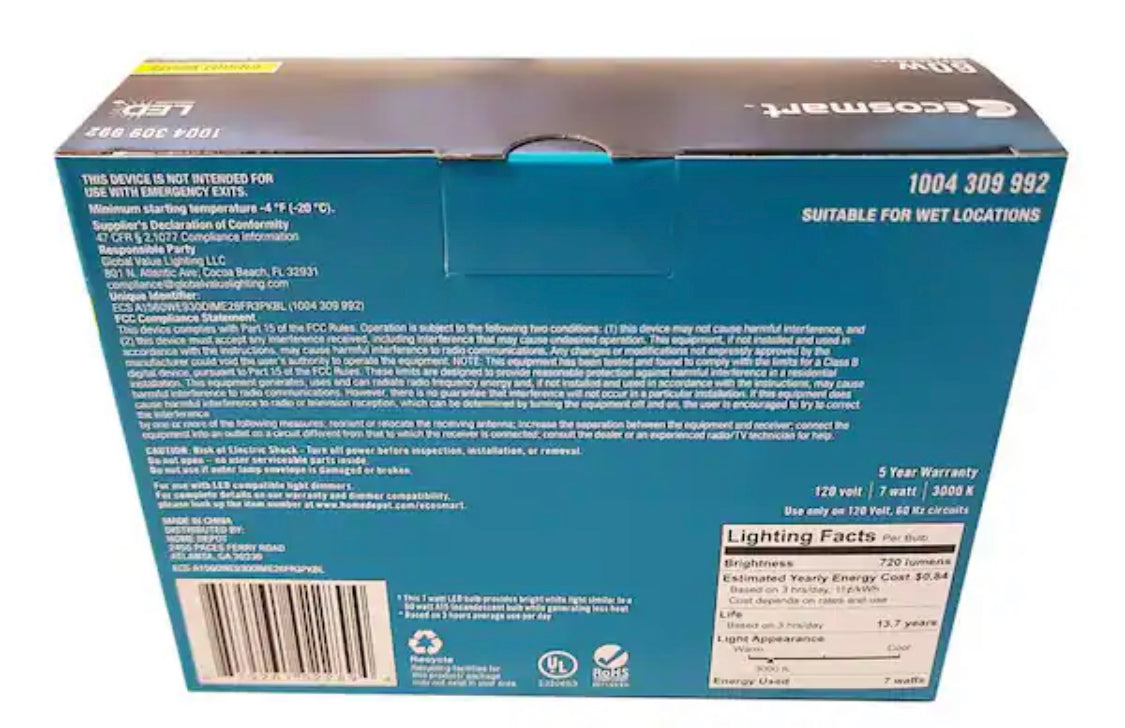 60W
ecosmart
LED
1004 309 992
THIS DEVICE IS NOT INTENDED FOR
USE WITH EMERGENCY EXITS.
Minimum starting temperature -4 °F (-20 °C).
Supplier's Declaration of Conformity
47 CFR § 2.1077 Compliance Information
Responsible Party
Global Value Lighting LLC
801 N. Atlantic Ave, Cocoa Beach, FL 32931
compliance@globalvaluelighting.com
Unique Identifier:
(1004 309 992)
FCC Compliance Statement
This device complies with Part 15 of the FCC Rules. Operation is subject to the following two conditions: (1) this device may not cause harmful interference, and
(2) this device must accept any interference received, including interference that may cause undesired operation. This equipment, if not installed and used in
accordance with the instructions, may cause harmful interference to radio communications. Any changes or modifications not expressly approved by the
manufacturer could void the user's authority to operate the equipment. NOTE: This equipment has been tested and found to comply with the limits for a Class B
digital device, pursuant to Part 15 of the FCC Rules. These limits are designed to provide reasonable protection against harmful interference in a residential
installation. This equipment generates, uses and can radiate radio frequency energy and, if not installed and used in accordance with the instructions, may cause
harmful interference to radio communications. However, there is no guarantee that interference will not occur in a particular installation. If this equipment does
cause harmful interference to radio or television reception, which can be determined by turning the equipment off and on, the user is encouraged to try to correct
the interference
by one or more of the following measures: reorient or relocate the receiving antenna; increase the separation between the equipment and receiver; connect the
equipment into an outlet on a circuit different from that to which the receiver is connected; consult the dealer or an experienced radio/TV technician for help.
CAUTION: Risk of Electric Shock - Turn off power before inspection, installation, or removal.
Do not open – no user serviceable parts inside.
Do not use if outer lamp envelope is damaged or broken.
For use with LED compatible light dimmers.
For complete details on our warranty and dimmer compatibility,
please look up the item number at www.homedepot.com/ecosmart.
MADE IN CHINA
DISTRIBUTED BY:
HOME DEPOT
2455 PACES FERRY ROAD
ATLANTA, GA 30339
1004 309 992
SUITABLE FOR WET LOCATIONS
5 Year Warranty
120 volt | 7 watt | 3000 K
Use only on 120 Volt, 60 Hz circuits
Lighting Facts Per Bulb
Brightness 720 lumens
Estimated Yearly Energy Cost $0.84
Based on 3 hrs/day, 11¢/kWh
Cost depends on rates and use
Life
Based on 3 hrs/day 13.7 years
Light Appearance
Warm Cool
3000 K
Energy Used 7 watts
¹ This 7 watt LED bulb provides bright white light similar to a
60 watt A15 incandescent bulb while generating less heat
Based on 3 hours average use per day
Recycle
Recycling facilities for
this product/package
may not exist in your area.
UL
RoHS